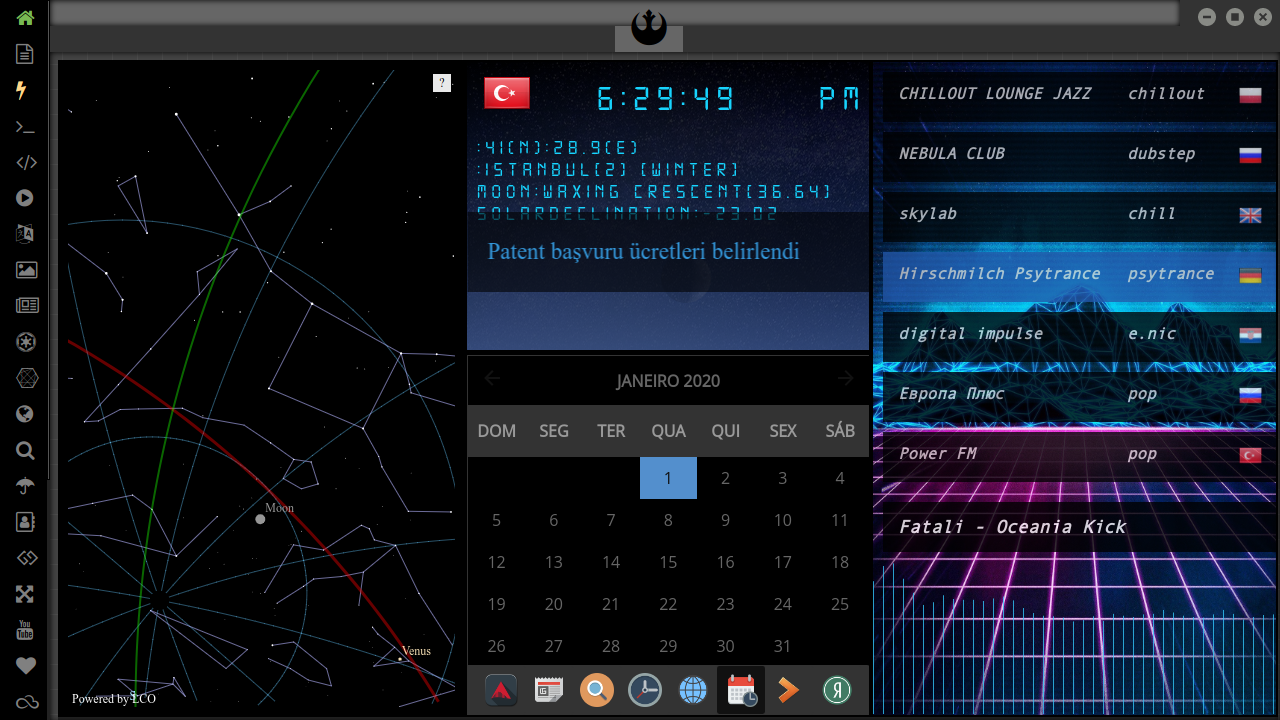 ?
Moon
Venus
Powered by LCO
6:29:49 PM
:41(N):28.9(E)
:ISTANBUL(2) (WINTER)
MOON:WAXING CRESCENT(36.64)
SOLARDECLINATION:-23.02
Patent başvuru ücretleri belirlendi
JANEIRO 2020
DOM SEG TER QUA QUI SEX SÁB
1 2 3 4
5 6 7 8 9 10 11
12 13 14 15 16 17 18
19 20 21 22 23 24 25
26 27 28 29 30 31
CHILLOUT LOUNGE JAZZ chillout
NEBULA CLUB dubstep
skylab chill
Hirschmilch Psytrance psytrance
digital impulse e.nic
Европа Плюс pop
Power FM pop
Fatali - Oceania Kick
You
Tube